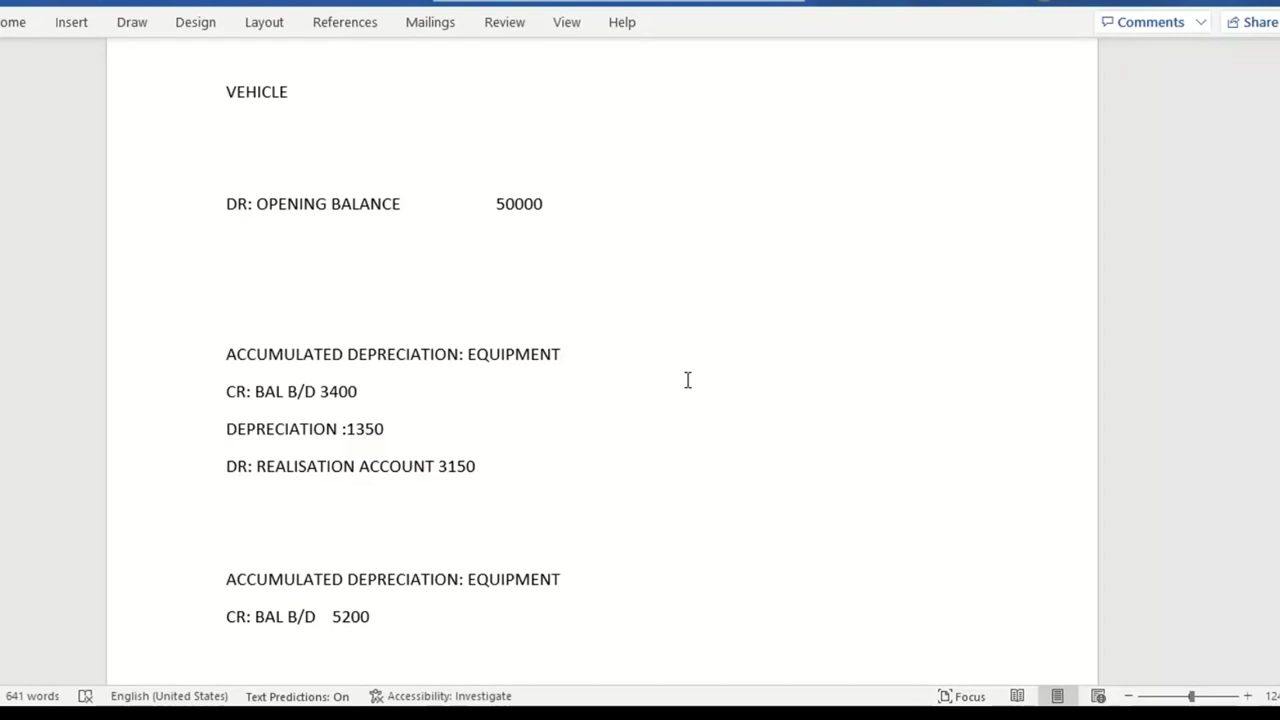 ome Insert Draw Design Layout References Mailings Review View Help Comments Share
VEHICLE
DR: OPENING BALANCE 50000
ACCUMULATED DEPRECIATION: EQUIPMENT
CR: BAL B/D 3400
DEPRECIATION :1350
DR: REALISATION ACCOUNT 3150
ACCUMULATED DEPRECIATION: EQUIPMENT
CR: BAL B/D 5200
641 words English (United States) Text Predictions: On Accessibility: Investigate Focus 124